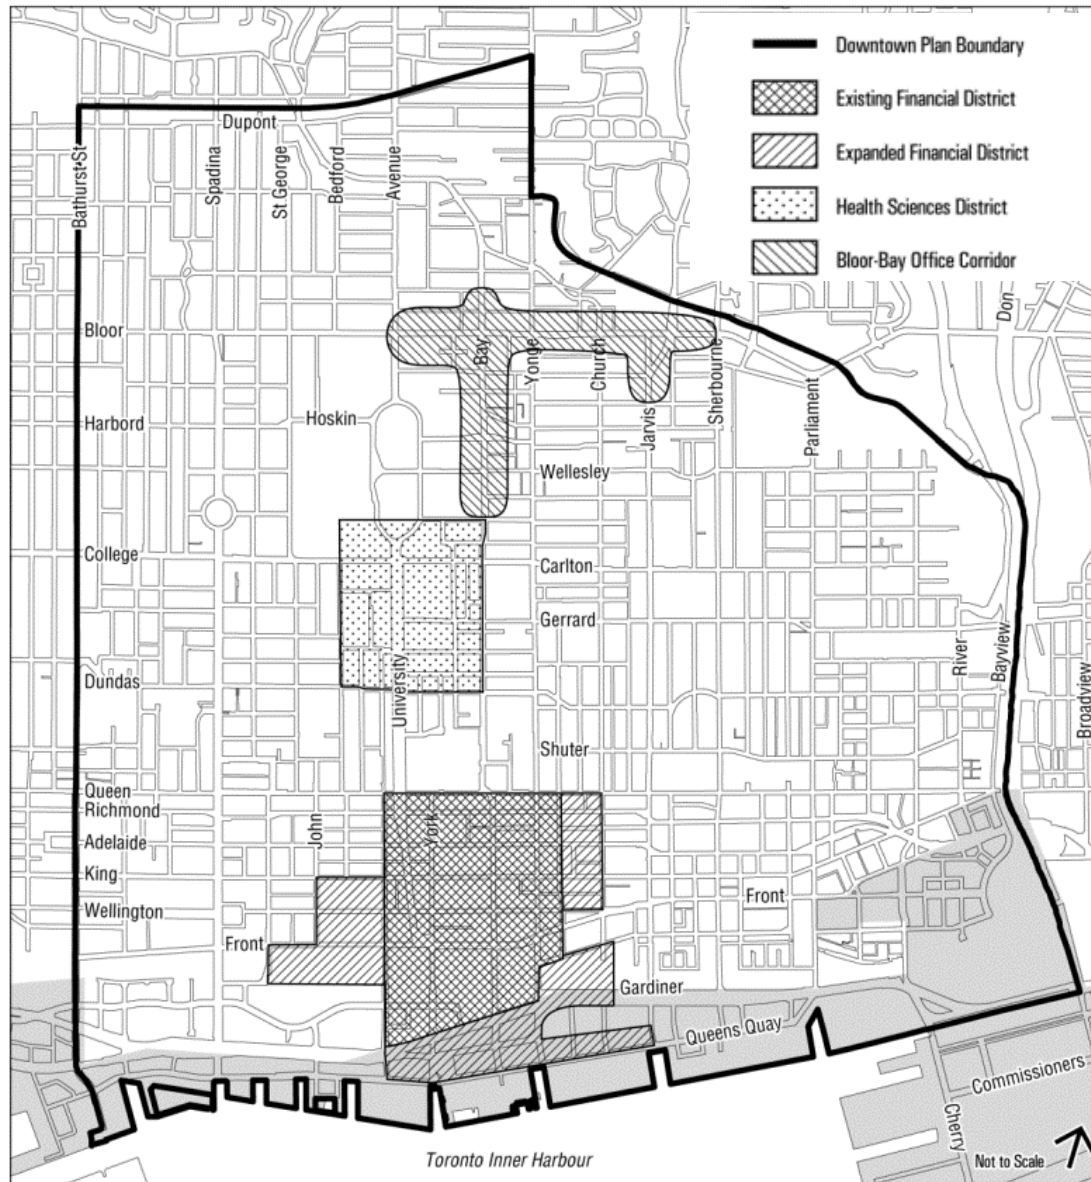 Downtown Plan Boundary
Existing Financial District
Expanded Financial District
Health Sciences District
Bloor-Bay Office Corridor
Dupont
Bathurst St
Spadina
St George
Bedford
Avenue
Don
Bloor
Bay
Yonge
Church
Sherbourne
Jarvis
Parliament
Harbord
Hoskin
Wellesley
College
Carlton
Gerrard
University
Dundas
River
Bayview
Broadview
Shuter
Queen
Richmond
John
York
Adelaide
King
Wellington
Front
Front
Gardiner
Queens Quay
Commissioners
Cherry
Not to Scale
Toronto Inner Harbour